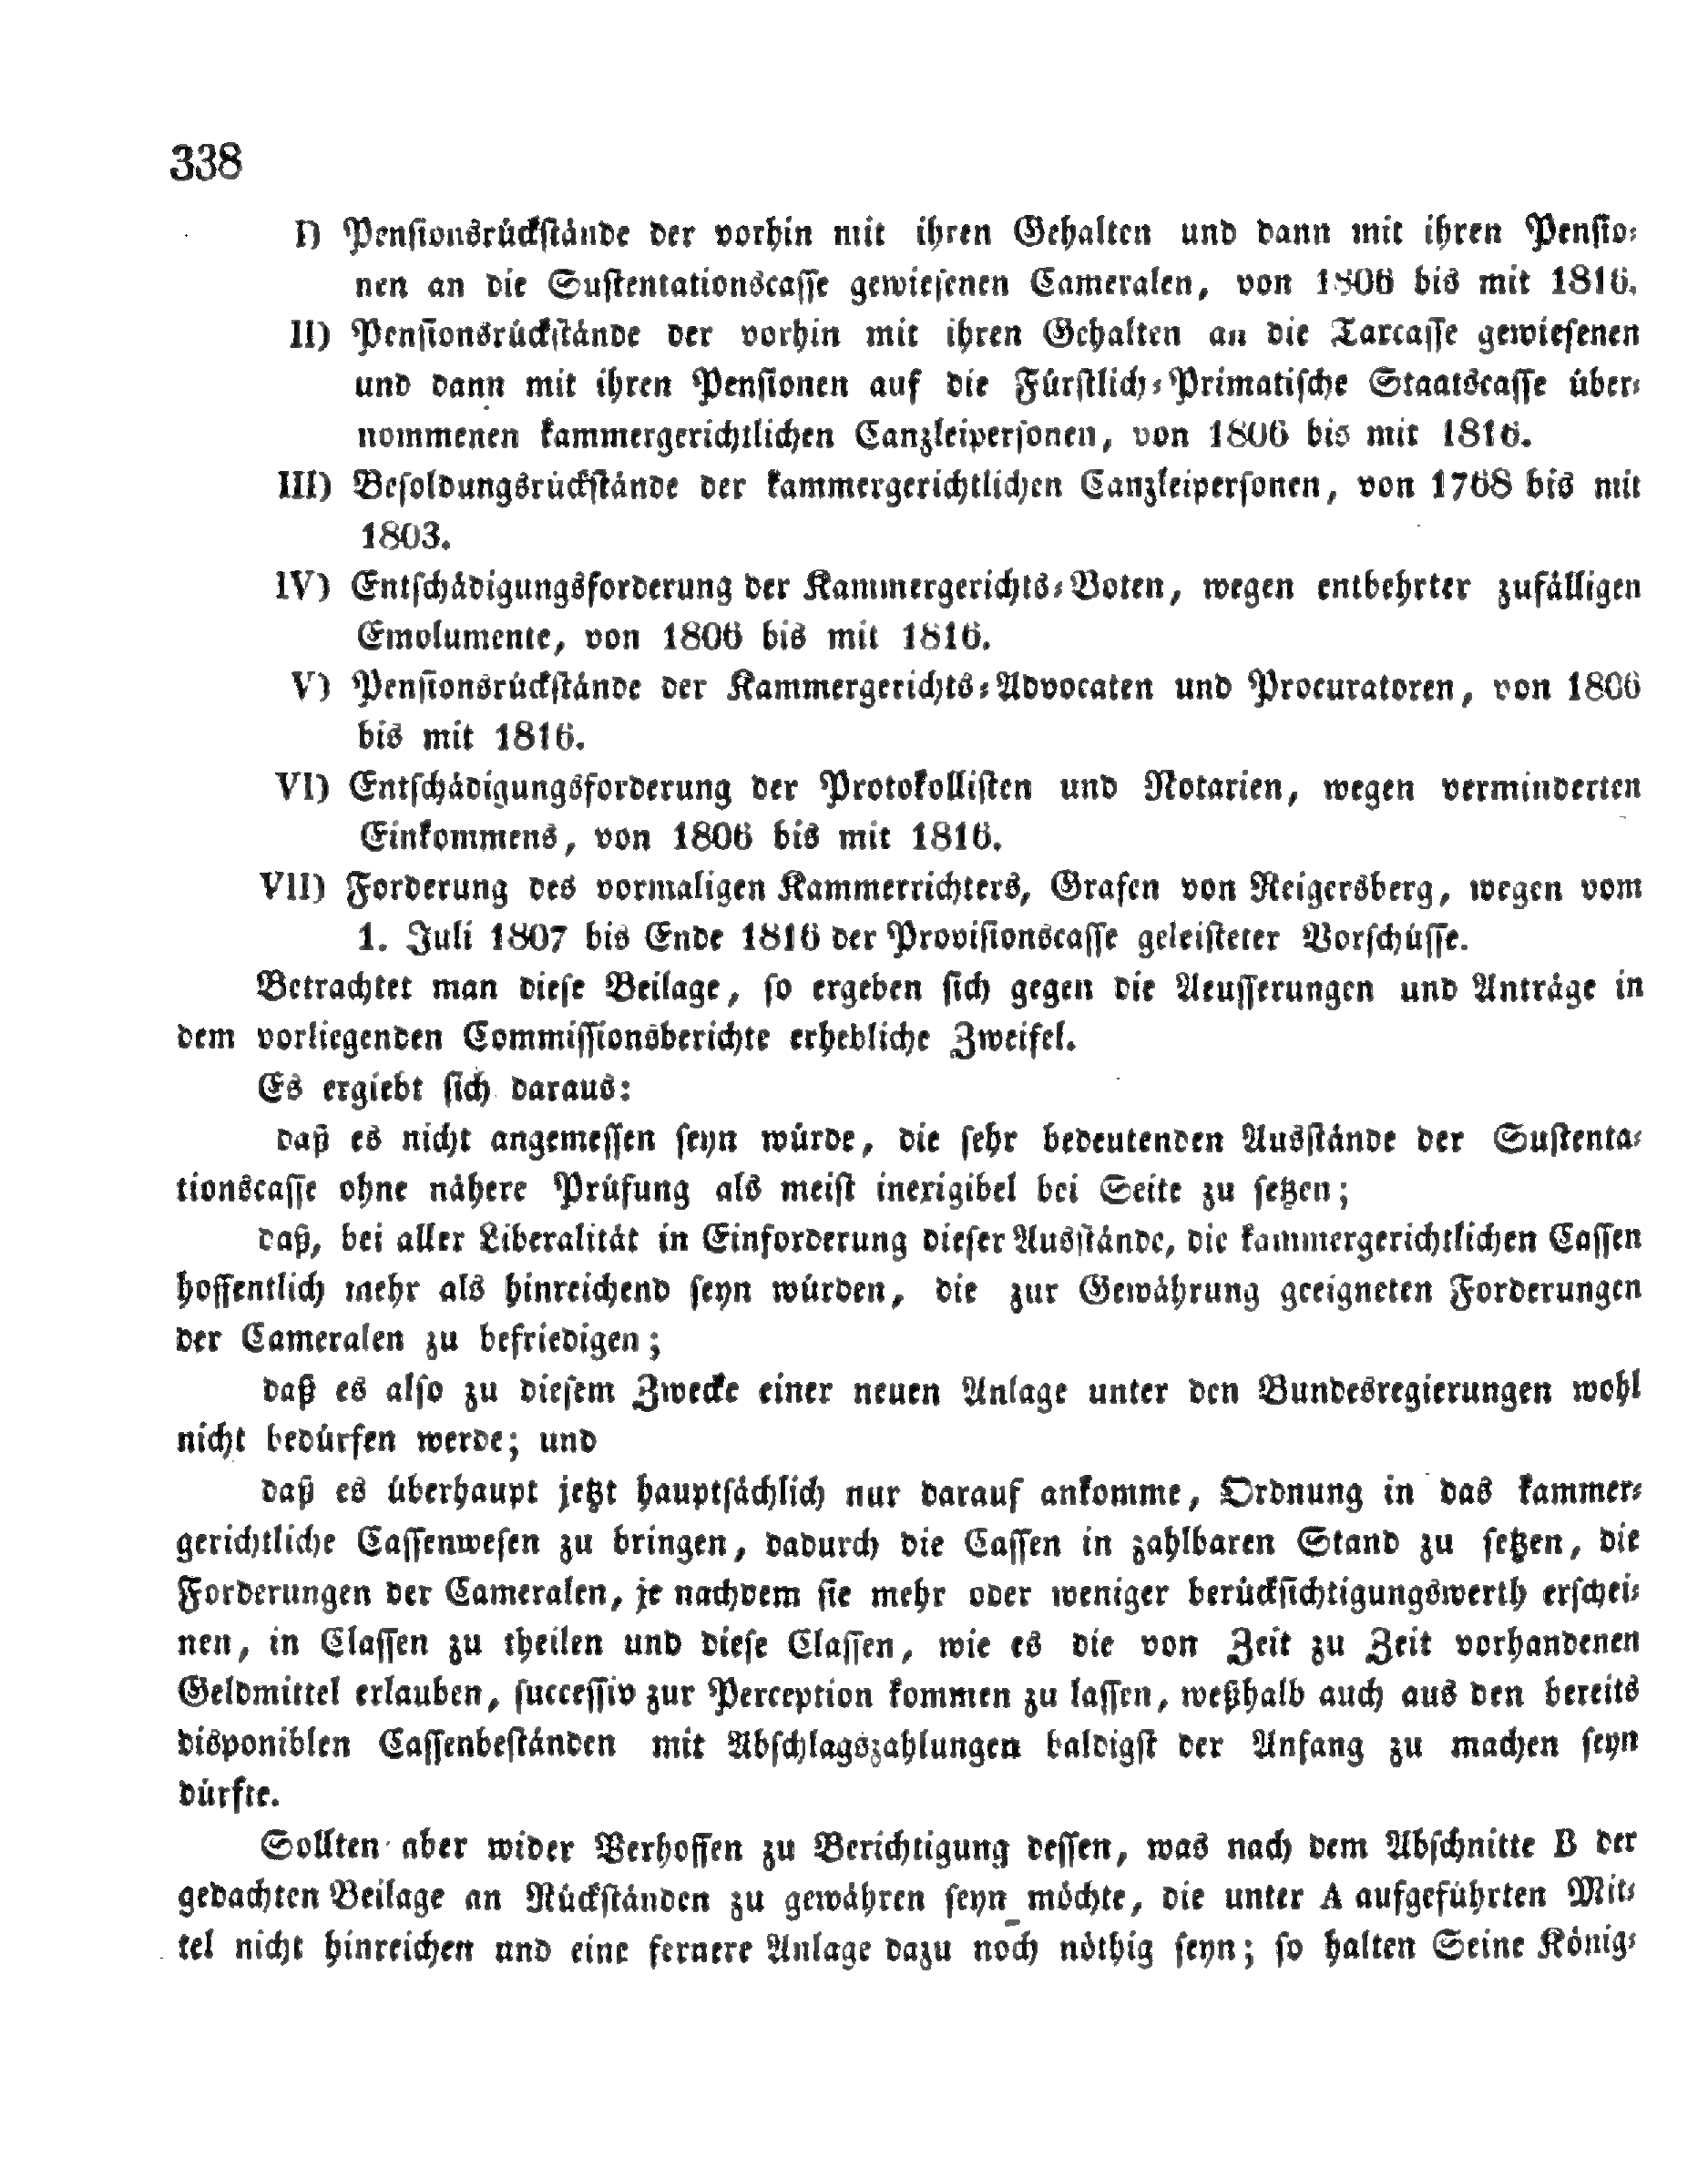 338
I) Pensionsrückstände der vorhin mit ihren Gehalten und dann mit ihren Pensio-
nen an die Sustentationscasse gewiesenen Cameralen, von 1806 bis mit 1816.
II) Pensionsrückstände der vorhin mit ihren Gehalten an die Taxcasse gewiesenen
und dann mit ihren Pensionen auf die Fürstlich-Primatische Staatscasse über-
nommenen kammergerichtlichen Canzleipersonen, von 1806 bis mit 1816.
III) Besoldungsrückstände der kammergerichtlichen Canzleipersonen, von 1768 bis mit
1803.
IV) Entschädigungsforderung der Kammergerichts-Boten, wegen entbehrter zufälligen
Emolumente, von 1806 bis mit 1816.
V) Pensionsrückstände der Kammergerichts-Advocaten und Procuratoren, von 1806
bis mit 1816.
VI) Entschädigungsforderung der Protokollisten und Notarien, wegen verminderten
Einkommens, von 1806 bis mit 1816.
VII) Forderung des vormaligen Kammerrichters, Grafen von Reigersberg, wegen vom
1. Juli 1807 bis Ende 1816 der Provisionscasse geleisteter Vorschüsse.
Betrachtet man diese Beilage, so ergeben sich gegen die Aeusserungen und Anträge in
dem vorliegenden Commissionsberichte erhebliche Zweifel.
Es ergiebt sich daraus:
daß es nicht angemessen seyn würde, die sehr bedeutenden Ausstände der Sustenta-
tionscasse ohne nähere Prüfung als meist inexigibel bei Seite zu setzen;
daß, bei aller Liberalität in Einforderung dieser Ausstände, die kammergerichtlichen Cassen
hoffentlich mehr als hinreichend seyn würden, die zur Gewährung geeigneten Forderungen
der Cameralen zu befriedigen;
daß es also zu diesem Zwecke einer neuen Anlage unter den Bundesregierungen wohl
nicht bedürfen werde; und
daß es überhaupt jetzt hauptsächlich nur darauf ankomme, Ordnung in das kammer-
gerichtliche Cassenwesen zu bringen, dadurch die Cassen in zahlbaren Stand zu setzen, die
Forderungen der Cameralen, je nachdem sie mehr oder weniger berücksichtigungswerth erschei-
nen, in Classen zu theilen und diese Classen, wie es die von Zeit zu Zeit vorhandenen
Geldmittel erlauben, successiv zur Perception kommen zu lassen, weßhalb auch aus den bereits
disponiblen Cassenbeständen mit Abschlagszahlungen baldigst der Anfang zu machen seyn
dürfte.
Sollten aber wider Verhoffen zu Berichtigung dessen, was nach dem Abschnitte B der
gedachten Beilage an Rückständen zu gewähren seyn möchte, die unter A aufgeführten Mit-
tel nicht hinreichen und eine fernere Anlage dazu noch nöthig seyn; so halten Seine König-